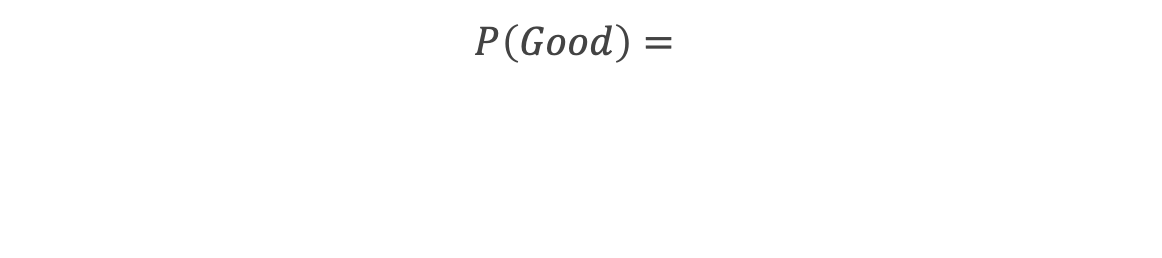 P(Good) =